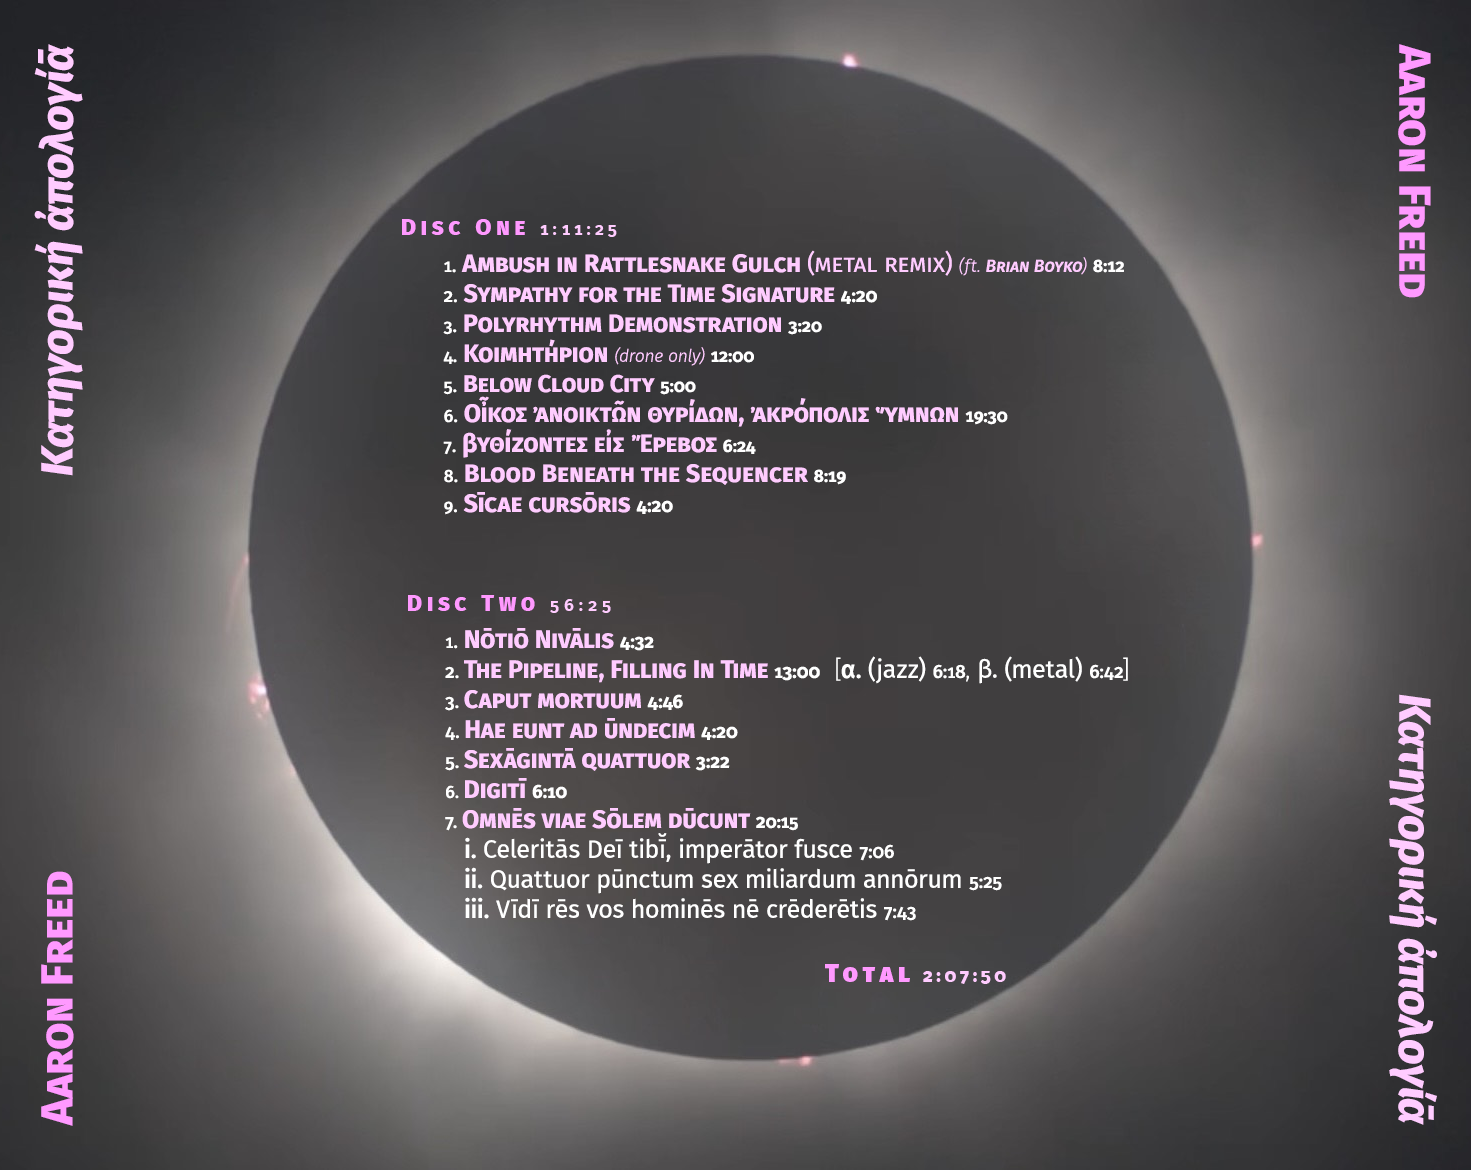 Κατηγορική ἀπολογίᾱ
Aaron Freed
Disc One 1:11:25
1. Ambush in Rattlesnake Gulch (metal remix) (ft. Brian Boyko) 8:12
2. Sympathy for the Time Signature 4:20
3. Polyrhythm Demonstration 3:20
4. Κοιμητήριον (drone only) 12:00
5. Below Cloud City 5:00
6. Οἶκος Ἀνοικτῶν Θυρίδων, Ἀκρόπολις Ὕμνων 19:30
7. βυθίζοντες εἰς Ἔρεβος 6:24
8. Blood Beneath the Sequencer 8:19
9. Sīcae cursōris 4:20
Disc Two 56:25
1. Nōtiō Nivālis 4:32
2. The Pipeline, Filling In Time 13:00 [α. (jazz) 6:18, β. (metal) 6:42]
3. Caput mortuum 4:46
4. Hae eunt ad ūndecim 4:20
5. Sexāgintā quattuor 3:22
6. Digitī 6:10
7. Omnēs viae Sōlem dūcunt 20:15
i. Celeritās Deī tibī̆, imperātor fusce 7:06
ii. Quattuor pūnctum sex miliardum annōrum 5:25
iii. Vīdī rēs vos hominēs nē crēderētis 7:43
Total 2:07:50
Aaron Freed
Κατηγορική ἀπολογίᾱ